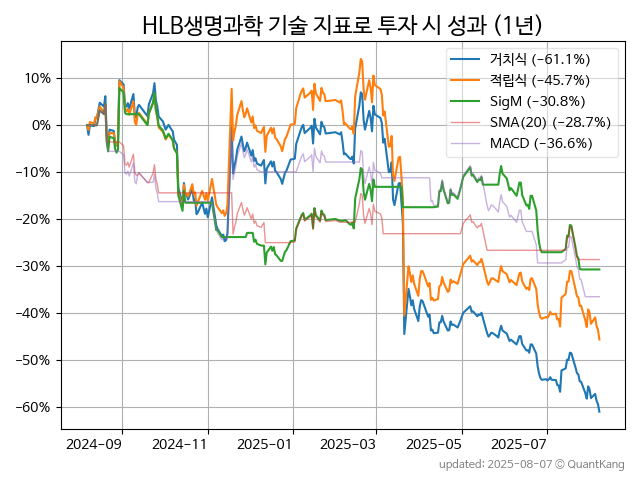 HLB생명과학 기술 지표로 투자 시 성과 (1년)
거치식 (−61.1%)
적립식 (−45.7%)
SigM (−30.8%)
SMA(20) (−28.7%)
MACD (−36.6%)
10%
0%
−10%
−20%
−30%
−40%
−50%
−60%
2024−09
2024−11
2025−01
2025−03
2025−05
2025−07
updated: 2025-08-07 © QuantKang